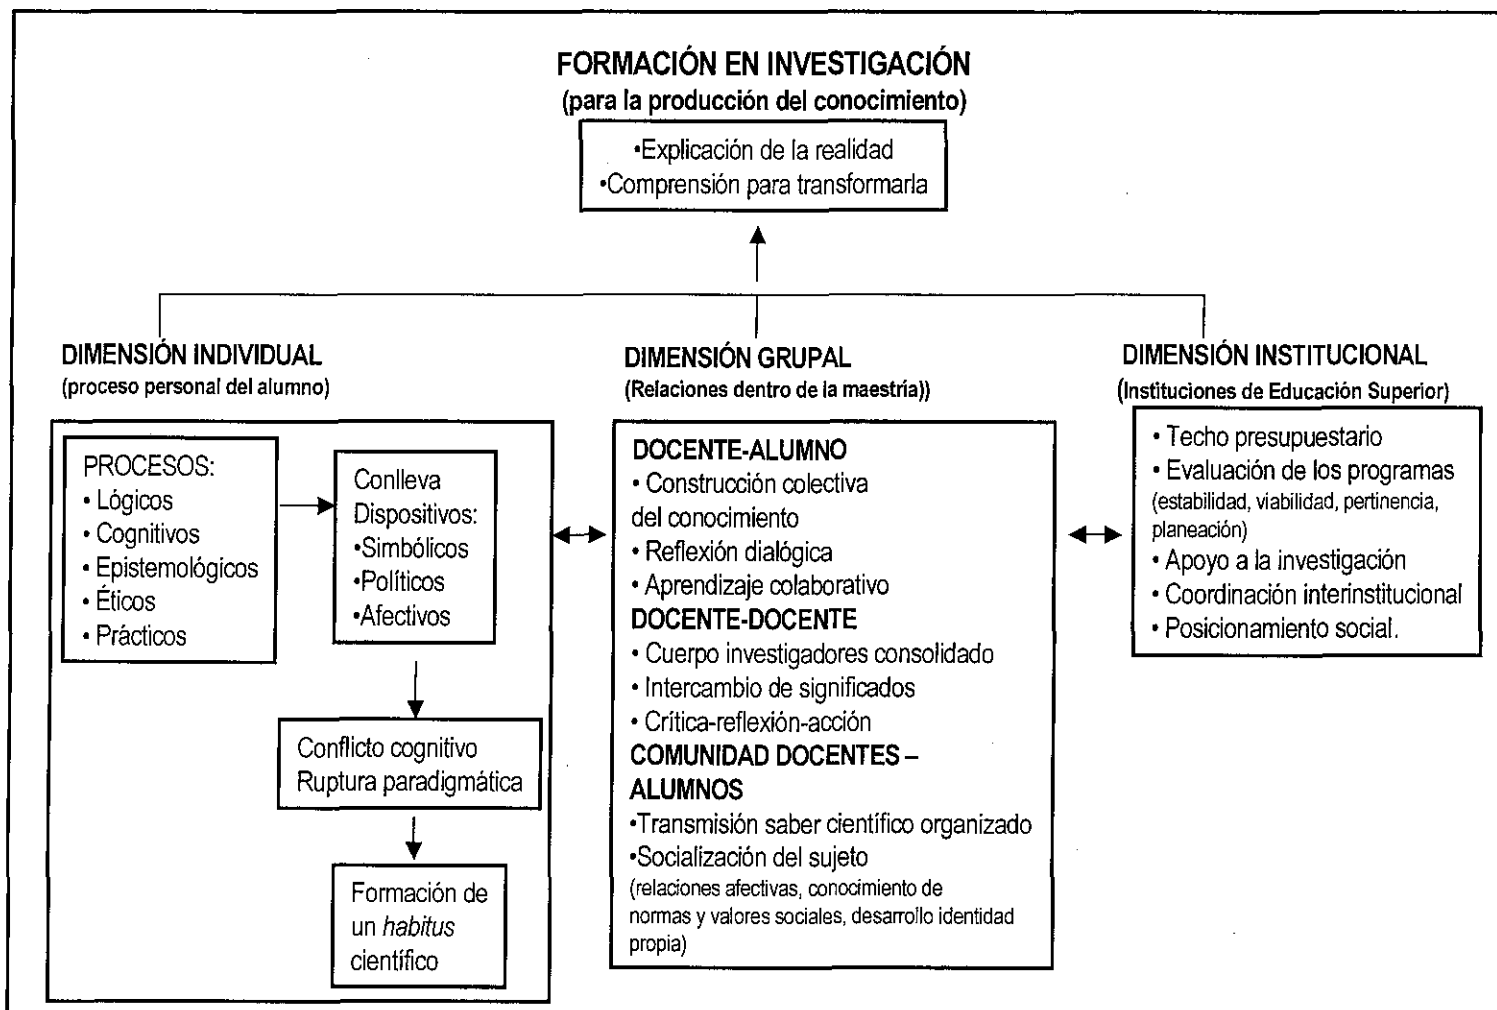 FORMACIÓN EN INVESTIGACIÓN
(para la producción del conocimiento)
•Explicación de la realidad
•Comprensión para transformarla
DIMENSIÓN INDIVIDUAL
(proceso personal del alumno)
PROCESOS:
• Lógicos
• Cognitivos
• Epistemológicos
• Éticos
• Prácticos
Conlleva
Dispositivos:
•Simbólicos
•Políticos
•Afectivos
Conflicto cognitivo
Ruptura paradigmática
Formación de
un habitus
científico
DIMENSIÓN GRUPAL
(Relaciones dentro de la maestría))
DOCENTE-ALUMNO
• Construcción colectiva
del conocimiento
• Reflexión dialógica
• Aprendizaje colaborativo
DOCENTE-DOCENTE
• Cuerpo investigadores consolidado
• Intercambio de significados
• Crítica-reflexión-acción
COMUNIDAD DOCENTES –
ALUMNOS
•Transmisión saber científico organizado
•Socialización del sujeto
(relaciones afectivas, conocimiento de
normas y valores sociales, desarrollo identidad
propia)
DIMENSIÓN INSTITUCIONAL
(Instituciones de Educación Superior)
• Techo presupuestario
• Evaluación de los programas
(estabilidad, viabilidad, pertinencia,
planeación)
• Apoyo a la investigación
• Coordinación interinstitucional
• Posicionamiento social.